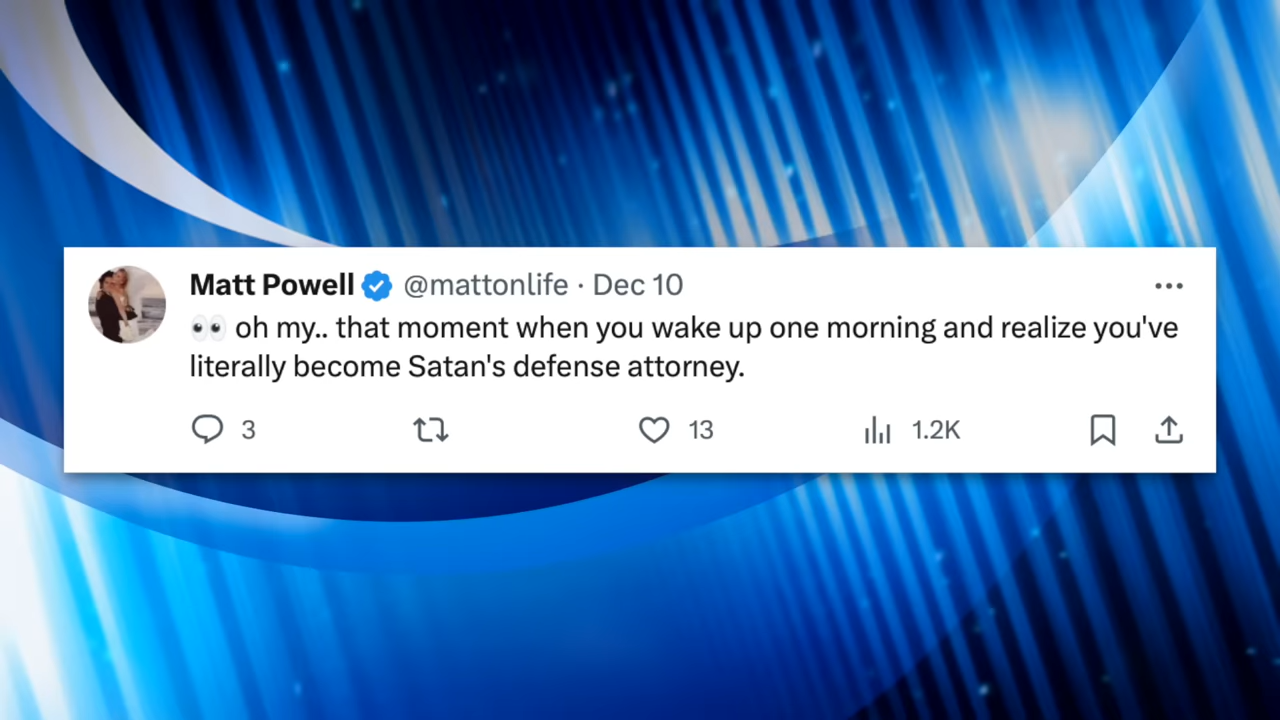 Matt Powell @mattonlife · Dec 10
👀 oh my.. that moment when you wake up one morning and realize you've
literally become Satan's defense attorney.
3 13 1.2K